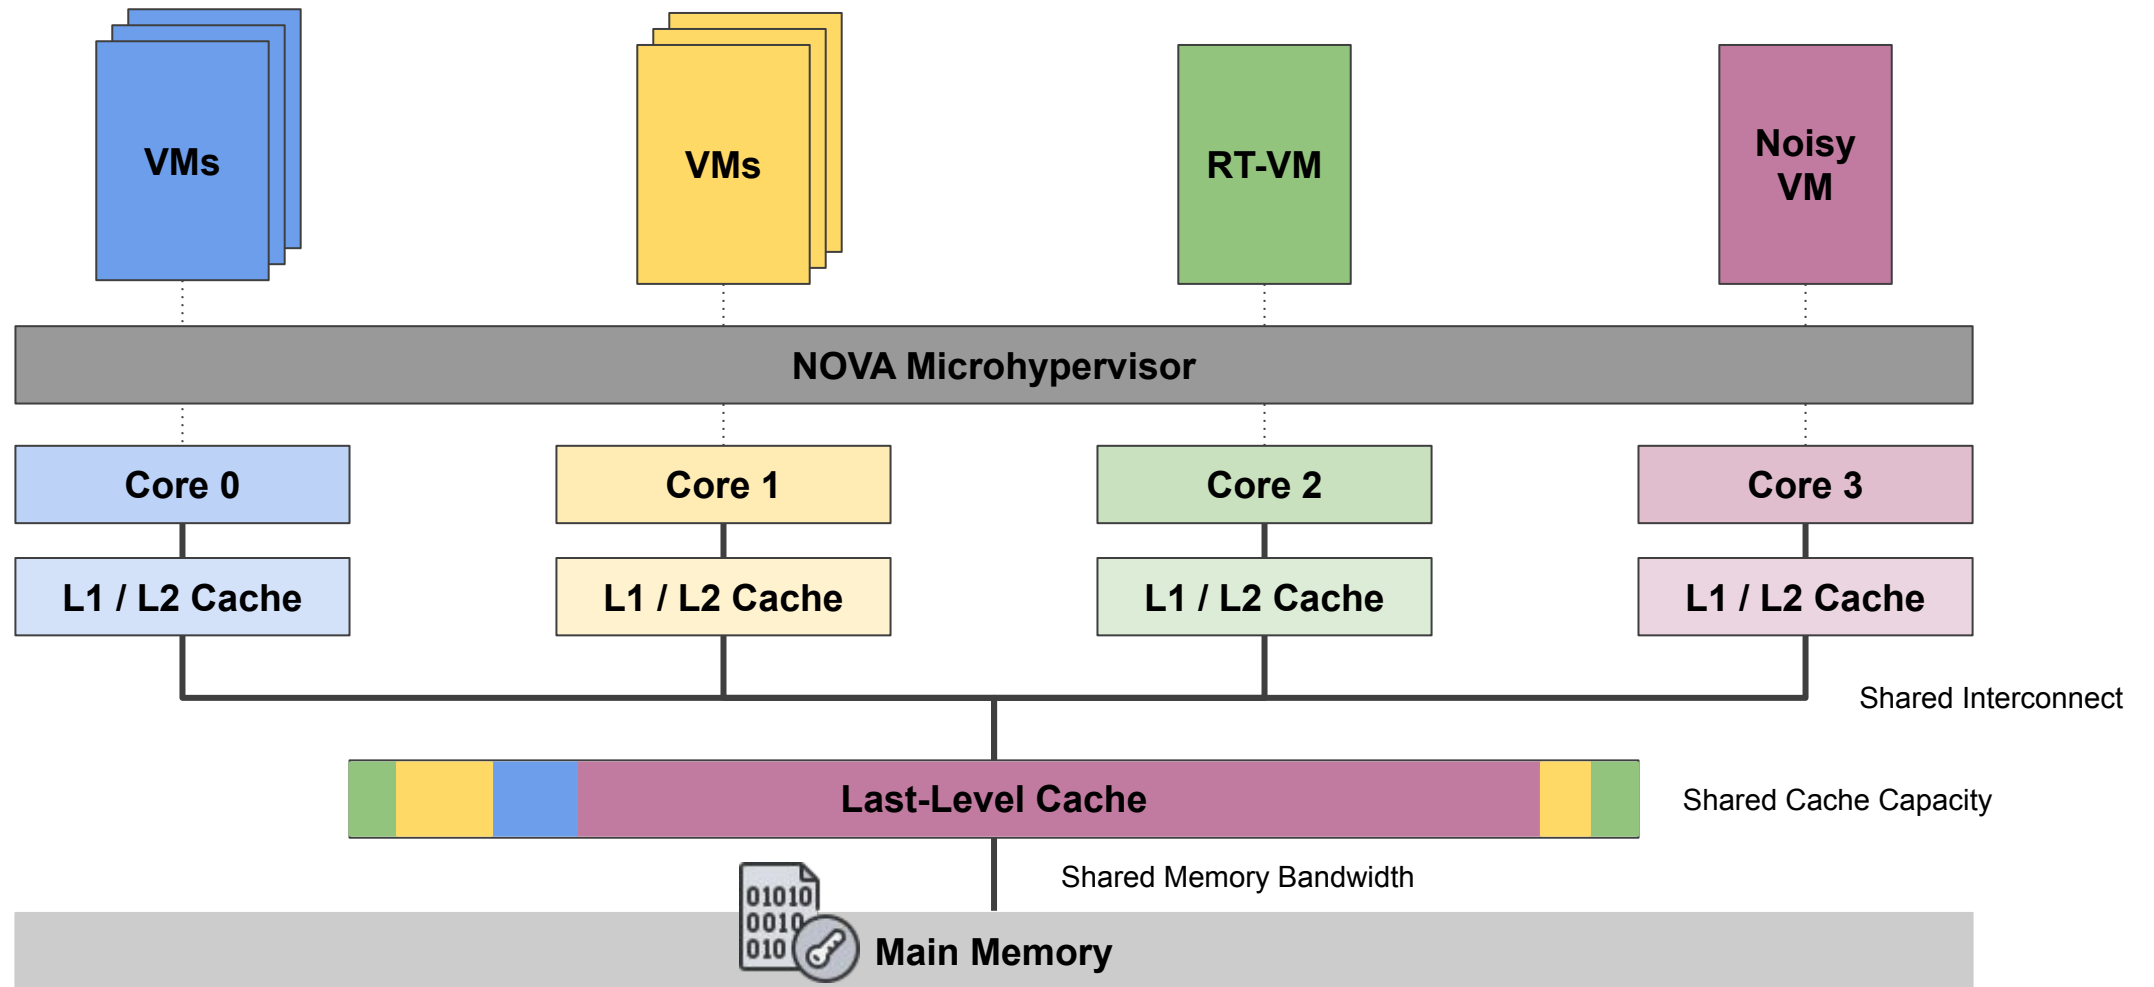 VMs
VMs
RT-VM
Noisy
VM
NOVA Microhypervisor
Core 0
Core 1
Core 2
Core 3
L1 / L2 Cache
L1 / L2 Cache
L1 / L2 Cache
L1 / L2 Cache
Shared Interconnect
Last-Level Cache
Shared Cache Capacity
Shared Memory Bandwidth
01010
0010
010
Main Memory